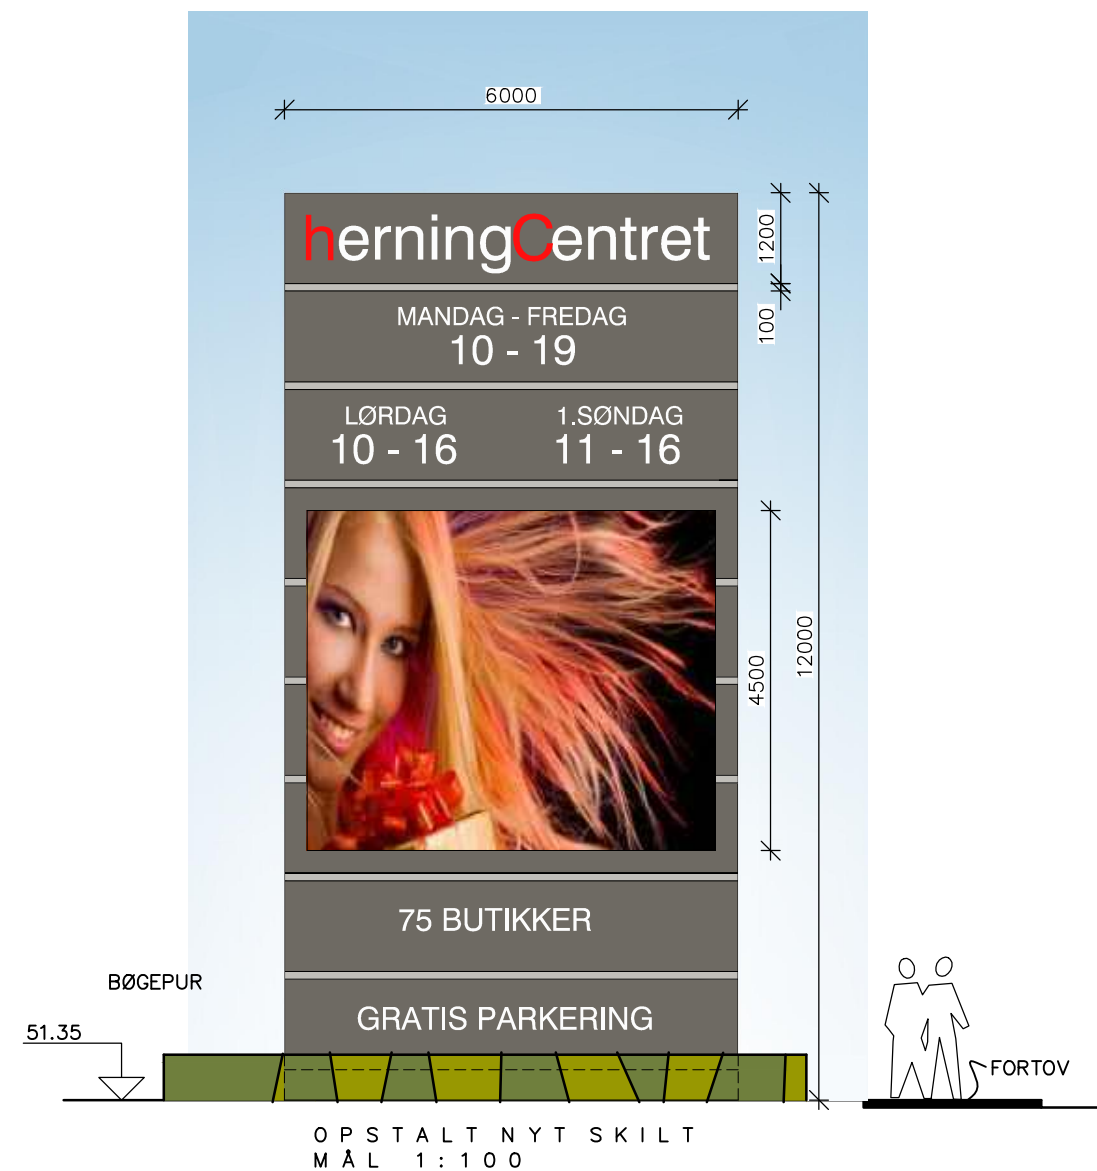 6000
herningCentret
1200
100
MANDAG - FREDAG
10 - 19
LØRDAG
10 - 16
1.SØNDAG
11 - 16
4500
12000
75 BUTIKKER
BØGEPUR
GRATIS PARKERING
51.35
FORTOV
OPSTALT NYT SKILT
MÅL 1:100